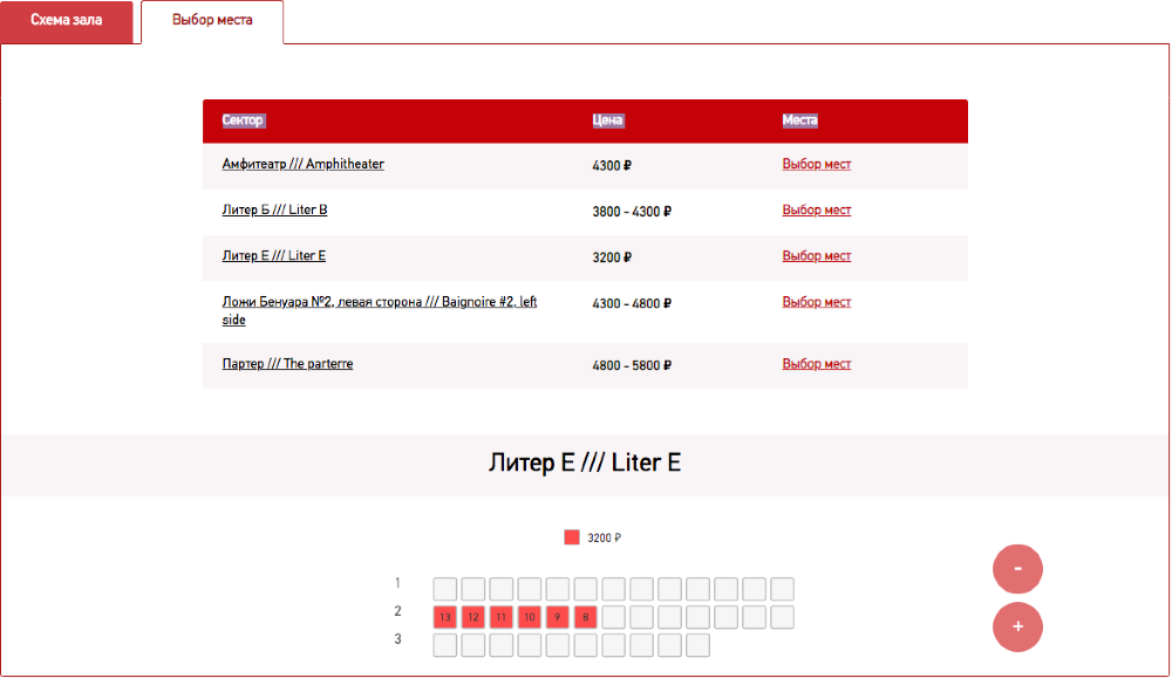 Схема зала
Выбор места
Сектор Цена Места
Амфитеатр /// Amphitheater 4300 ₽ Выбор мест
Литер Б /// Liter B 3800 - 4300 ₽ Выбор мест
Литер Е /// Liter E 3200 ₽ Выбор мест
Ложи Бенуара №2, левая сторона /// Baignoire #2, left 4300 - 4800 ₽ Выбор мест
side
Партер /// The parterre 4800 - 5800 ₽ Выбор мест
Литер Е /// Liter E
3200 ₽
-
1
2 13 12 11 10 9 8
+
3